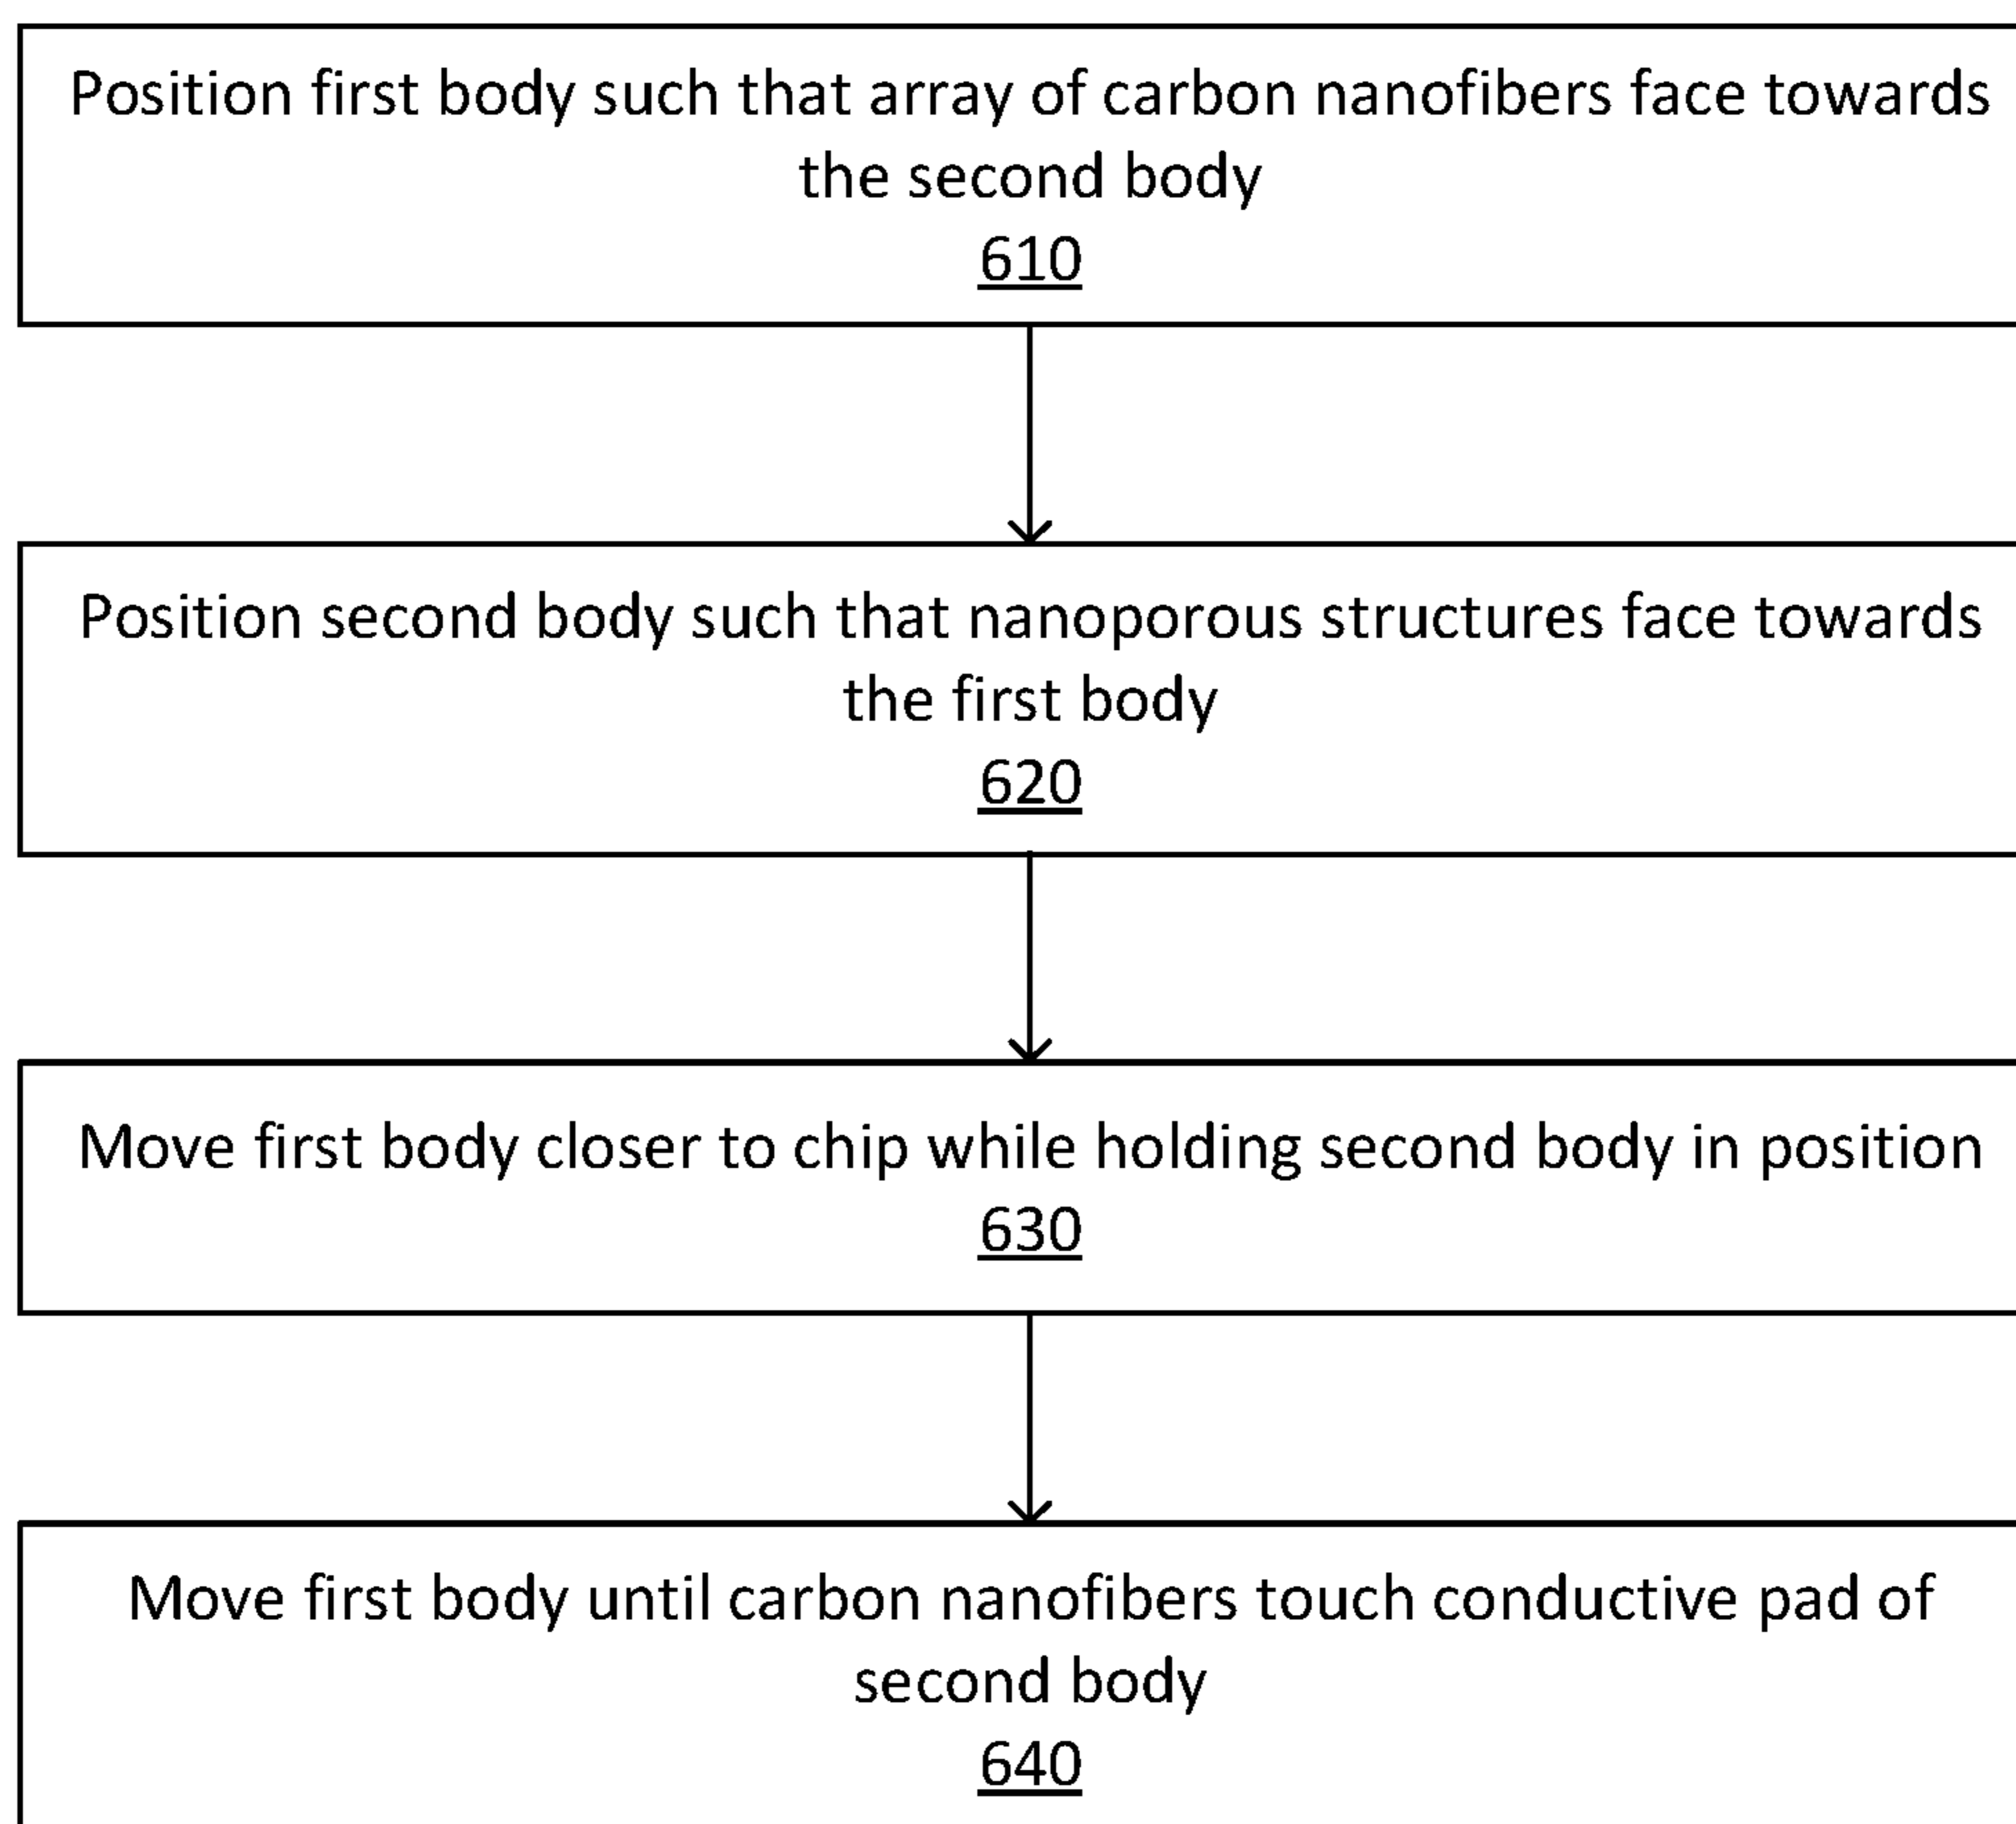 Position first body such that array of carbon nanofibers face towards
the second body
610
Position second body such that nanoporous structures face towards
the first body
620
Move first body closer to chip while holding second body in position
630
Move first body until carbon nanofibers touch conductive pad of
second body
640